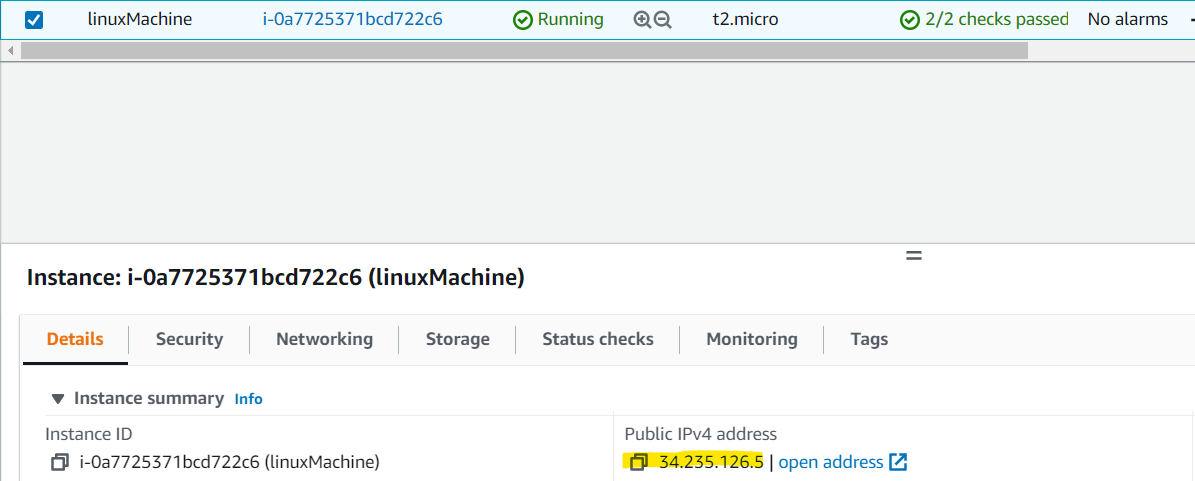 linuxMachine i-0a7725371bcd722c6 Running t2.micro 2/2 checks passed No alarms
Instance: i-0a7725371bcd722c6 (linuxMachine)
Details Security Networking Storage Status checks Monitoring Tags
Instance summary Info
Instance ID Public IPv4 address
i-0a7725371bcd722c6 (linuxMachine) 34.235.126.5 | open address